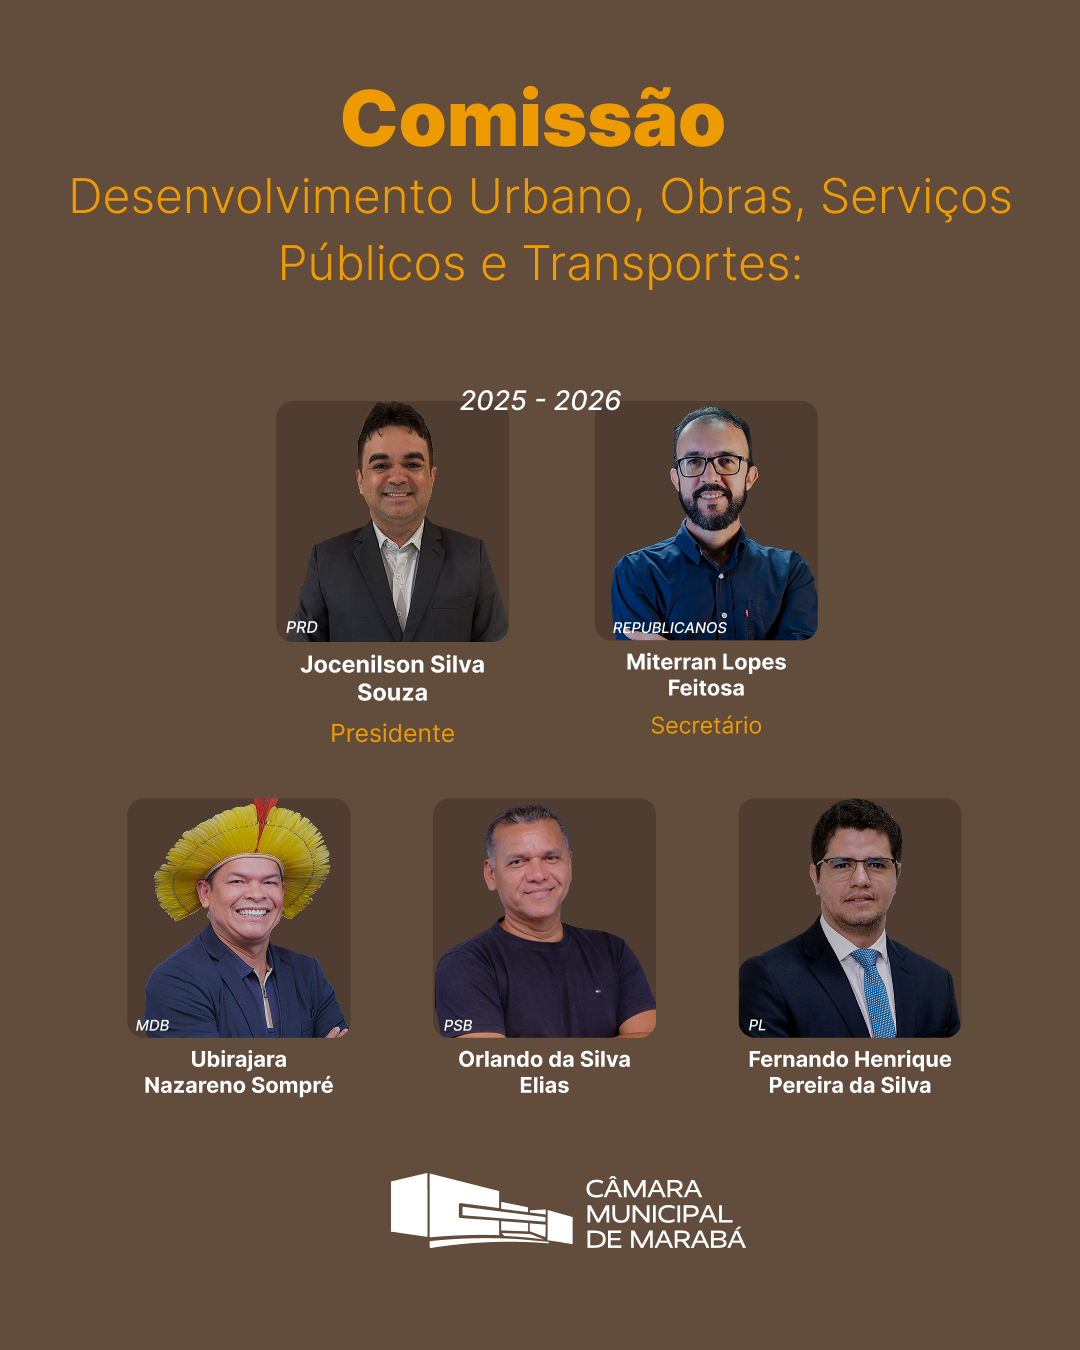 Comissão
Desenvolvimento Urbano, Obras, Serviços
Públicos e Transportes:
2025 - 2026
PRD
REPUBLICANOS
Jocenilson Silva
Souza
Presidente
Miterran Lopes
Feitosa
Secretário
MDB
PSB
PL
Ubirajara
Nazareno Sompré
Orlando da Silva
Elias
Fernando Henrique
Pereira da Silva
CÂMARA
MUNICIPAL
DE MARABÁ